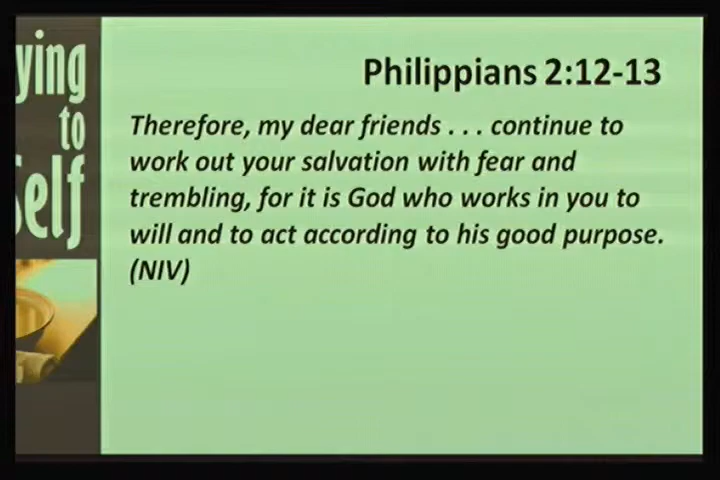 ying
to
Self
Philippians 2:12-13
Therefore, my dear friends . . . continue to
work out your salvation with fear and
trembling, for it is God who works in you to
will and to act according to his good purpose.
(NIV)